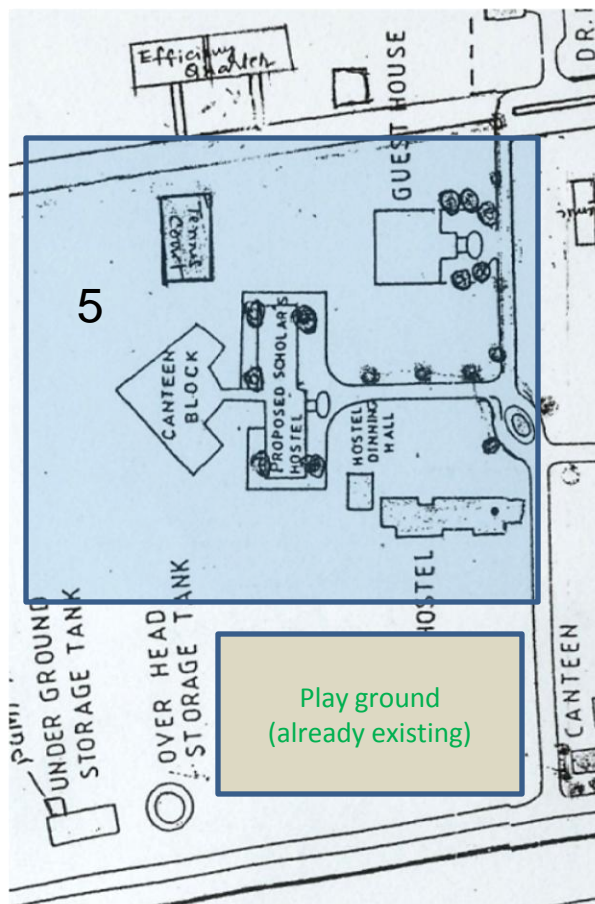 Efficiency
Quarter
GUEST HOUSE
DR.
Tennis
Court
5
CANTEEN
BLOCK
PROPOSED SCHOLAR'S
HOSTEL
HOSTEL
DINNING
HALL
HOSTEL
UNDER GROUND
STORAGE TANK
OVER HEAD
STORAGE TANK
Play ground
(already existing)
CANTEEN